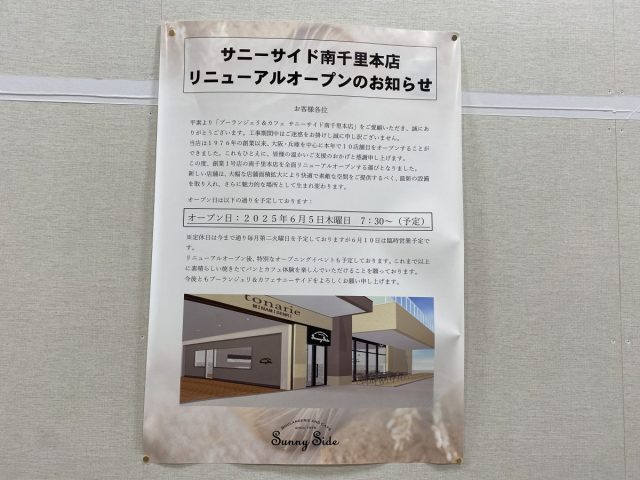 サニーサイド南千里本店
リニューアルオープンのお知らせ
お客様各位
平素より「ブーランジェリ＆カフェ サニーサイド南千里本店」をご愛顧いただき、誠にあ
りがとうございます。工事期間中はご迷惑をお掛けし誠に申し訳ございません。
当店は１９７６年の創業以来、大阪・兵庫を中心に本年で１０店舗目をオープンすることが
できました。これもひとえに、皆様の温かいご支援のおかげと感謝申し上げます。
この度、創業１号店の南千里本店を全面リニューアルオープンする運びとなりました。
新しい店舗は、大幅な店舗面積拡大により快適で素敵な空間をご提供するべく、最新の設備
を取り入れ、さらに魅力的な場所として生まれ変わります。
オープン日は以下の通りを予定しております：
オープン日：２０２５年６月５日木曜日 ７：３０～（予定）
※定休日は今まで通り毎月第二火曜日を予定しておりますが６月１０日は臨時営業予定で
す。
リニューアルオープン後、特別なオープニングイベントも予定しております。これまで以上
に素晴らしい焼きたてパンとカフェ体験を楽しんでいただけることを願っております。
今後ともブーランジェリ＆カフェサニーサイドをよろしくお願い申し上げます。
tonarie
MINAMISENRI
Sunny Side
BOULANGERIE AND CAFE
SINCE 1976
Sunny Side